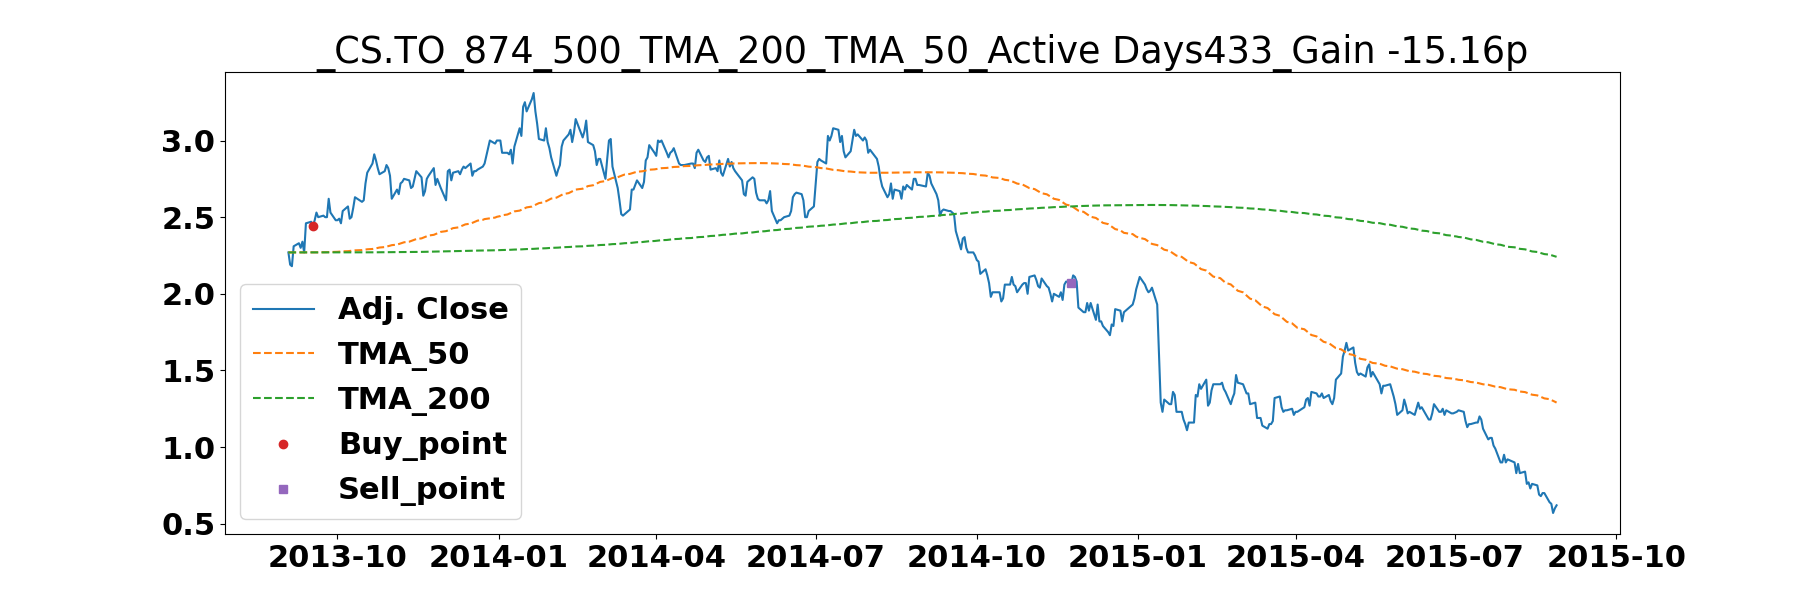 _CS.TO_874_500_TMA_200_TMA_50_Active Days433_Gain -15.16p
3.0
2.5
2.0
1.5
1.0
0.5
Adj. Close
TMA_50
TMA_200
Buy_point
Sell_point
2013-10 2014-01 2014-04 2014-07 2014-10 2015-01 2015-04 2015-07 2015-10